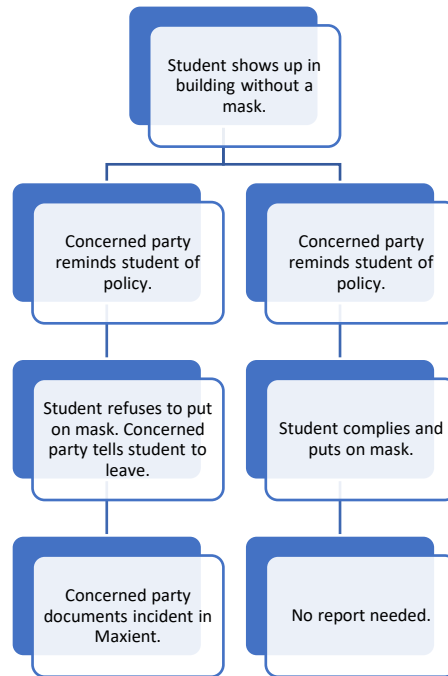 Student shows up in
building without a
mask.
Concerned party
reminds student of
policy.
Concerned party
reminds student of
policy.
Student refuses to put
on mask. Concerned
party tells student to
leave.
Student complies and
puts on mask.
Concerned party
documents incident in
Maxient.
No report needed.